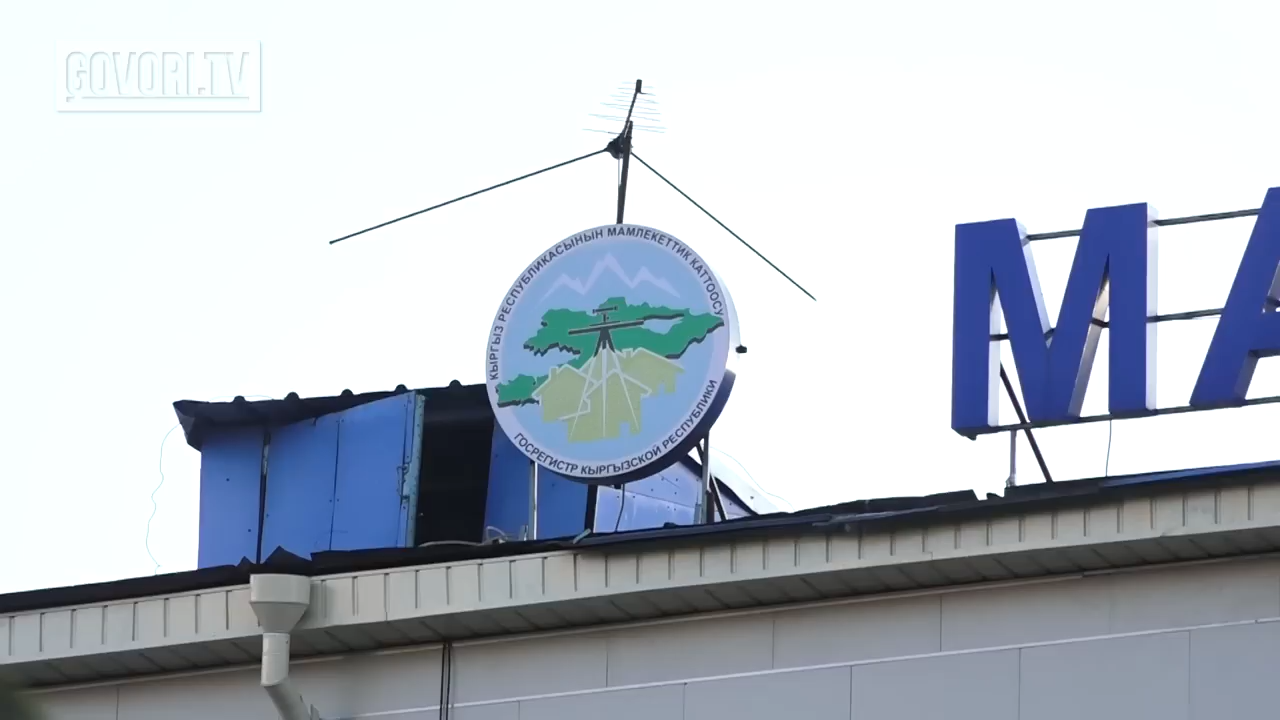 GOVORI.TV
КЫРГЫЗ РЕСПУБЛИКАСЫНЫН МАМЛЕКЕТТИК КАТТООСУ
ГОСРЕГИСТР КЫРГЫЗСКОЙ РЕСПУБЛИКИ
МА